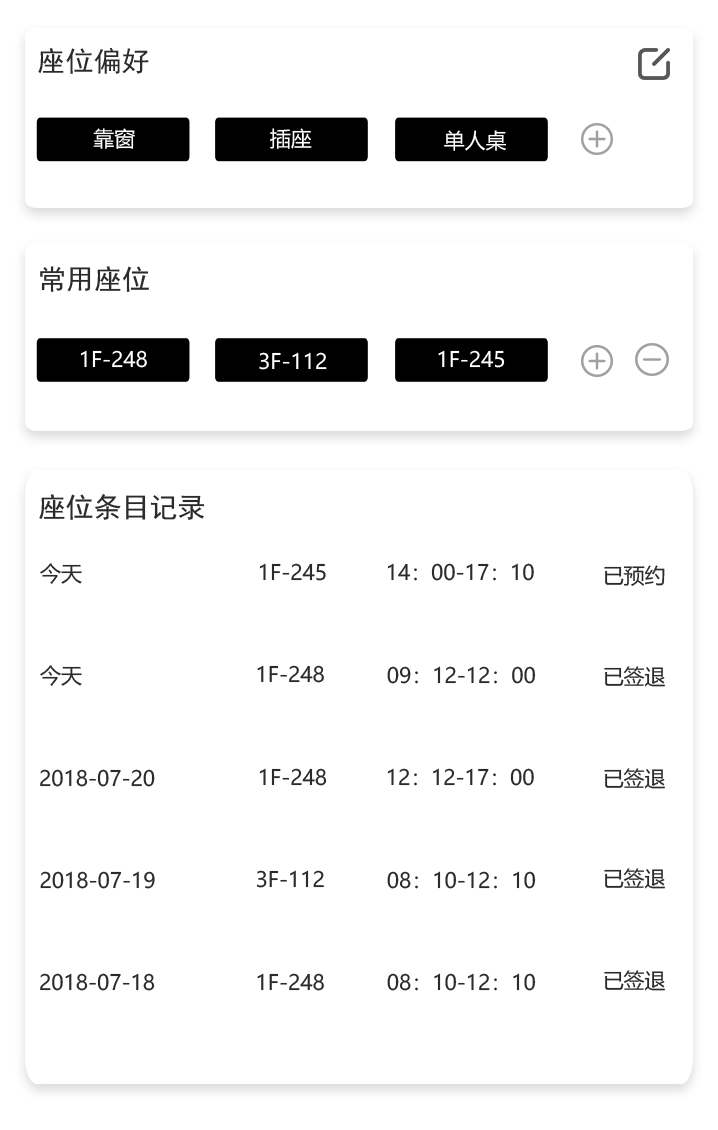 座位偏好
靠窗 插座 单人桌
常用座位
1F-248 3F-112 1F-245
座位条目记录
今天 1F-245 14：00-17：10 已预约
今天 1F-248 09：12-12：00 已签退
2018-07-20 1F-248 12：12-17：00 已签退
2018-07-19 3F-112 08：10-12：10 已签退
2018-07-18 1F-248 08：10-12：10 已签退